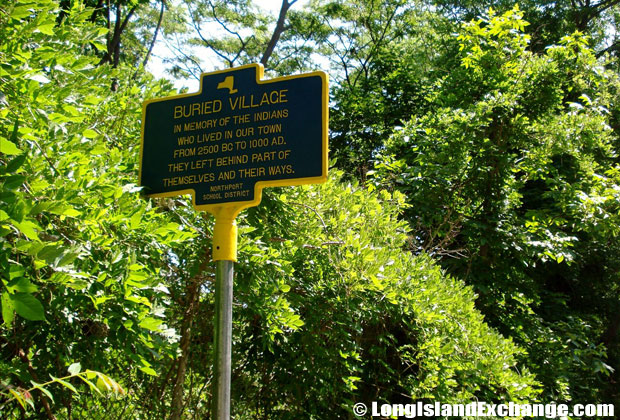 BURIED VILLAGE
IN MEMORY OF THE INDIANS
WHO LIVED IN OUR TOWN
FROM 2500 BC TO 1000 AD.
THEY LEFT BEHIND PART OF
THEMSELVES AND THEIR WAYS.
NORTHPORT
SCHOOL DISTRICT
© LongIslandExchange.com